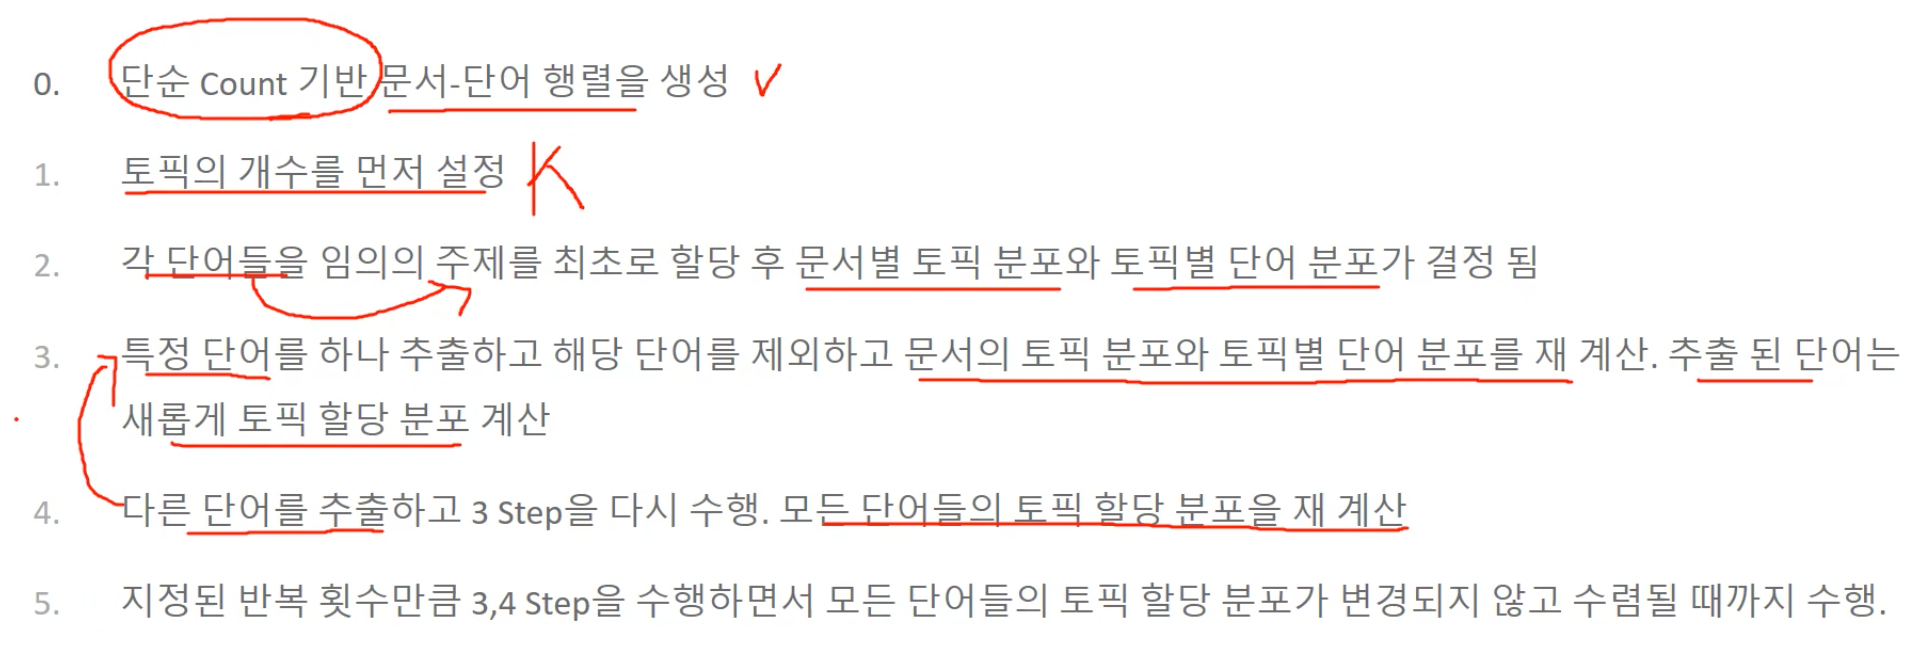 0. 단순 Count 기반 문서-단어 행렬을 생성
1. 토픽의 개수를 먼저 설정 K
2. 각 단어들을 임의의 주제를 최초로 할당 후 문서별 토픽 분포와 토픽별 단어 분포가 결정 됨
3. 특정 단어를 하나 추출하고 해당 단어를 제외하고 문서의 토픽 분포와 토픽별 단어 분포를 재 계산. 추출 된 단어는
새롭게 토픽 할당 분포 계산
4. 다른 단어를 추출하고 3 Step을 다시 수행. 모든 단어들의 토픽 할당 분포을 재 계산
5. 지정된 반복 횟수만큼 3,4 Step을 수행하면서 모든 단어들의 토픽 할당 분포가 변경되지 않고 수렴될 때까지 수행.